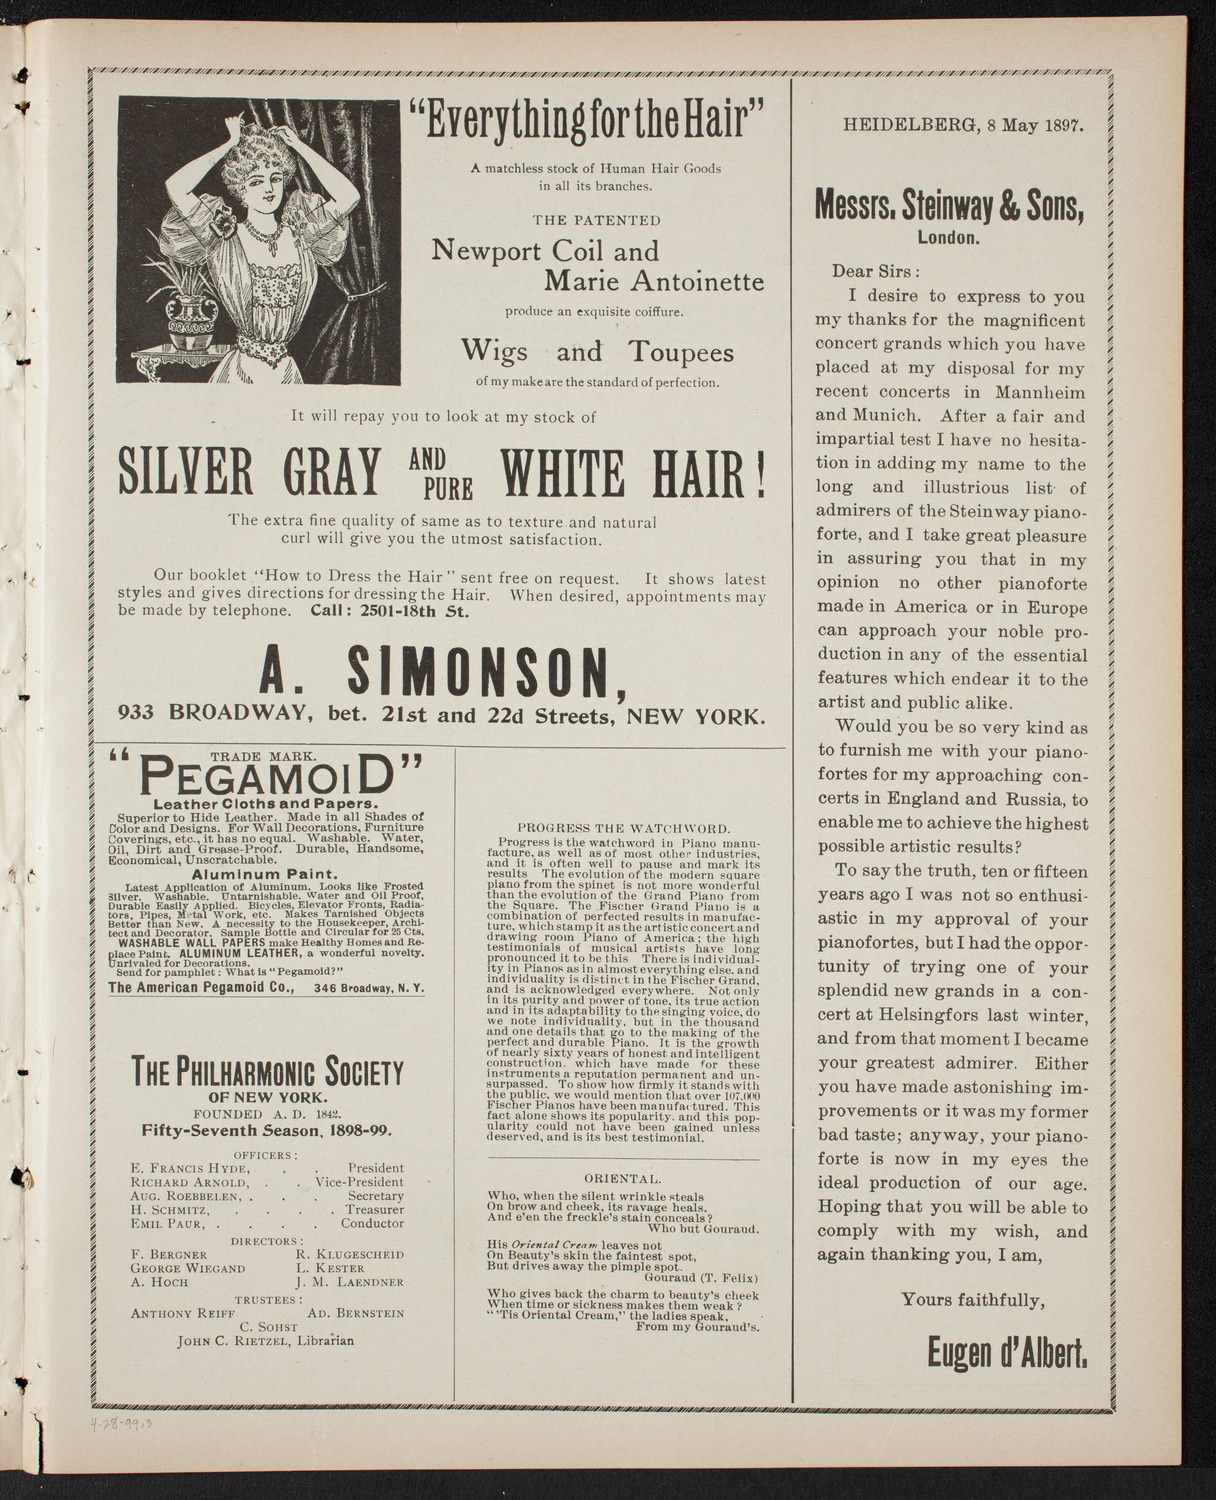 "Everything for the Hair"
A matchless stock of Human Hair Goods
in all its branches.
THE PATENTED
Newport Coil and
Marie Antoinette
produce an exquisite coiffure.
Wigs and Toupees
of my make are the standard of perfection.
It will repay you to look at my stock of
SILVER GRAY AND PURE WHITE HAIR!
The extra fine quality of same as to texture and natural
curl will give you the utmost satisfaction.
Our booklet "How to Dress the Hair" sent free on request. It shows latest
styles and gives directions for dressing the Hair. When desired, appointments may
be made by telephone. Call: 2501-18th St.
A. SIMONSON,
933 BROADWAY, bet. 21st and 22d Streets, NEW YORK.
TRADE MARK.
"PEGAMOID"
Leather Cloths and Papers.
Superior to Hide Leather. Made in all Shades of
Color and Designs. For Wall Decorations, Furniture
Coverings, etc., it has no equal. Washable. Water,
Oil, Dirt and Grease-Proof. Durable, Handsome,
Economical, Unscratchable.
Aluminum Paint.
Latest Application of Aluminum. Looks like Frosted
Silver. Washable. Untarnishable. Water and Oil Proof,
Durable Easily Applied. Bicycles, Elevator Fronts, Radia-
tors, Pipes, Metal Work, etc. Makes Tarnished Objects
Better than New. A necessity to the Housekeeper, Archi-
tect and Decorator. Sample Bottle and Circular for 25 Cts.
WASHABLE WALL PAPERS make Healthy Homes and Re-
place Paint. ALUMINUM LEATHER, a wonderful novelty.
Unrivaled for Decorations.
Send for pamphlet: What is "Pegamoid?"
The American Pegamoid Co., 346 Broadway, N. Y.
THE PHILHARMONIC SOCIETY
OF NEW YORK.
FOUNDED A. D. 1842.
Fifty-Seventh Season, 1898-99.
OFFICERS:
E. FRANCIS HYDE, . . President
RICHARD ARNOLD, . . Vice-President
AUG. ROEBBELEN, . . . Secretary
H. SCHMITZ, . . . . Treasurer
EMIL PAUR, . . . . Conductor
DIRECTORS:
F. BERGNER R. KLUGESCHEID
GEORGE WIEGAND L. KESTER
A. HOCH J. M. LAENDNER
TRUSTEES:
ANTHONY REIFF AD. BERNSTEIN
C. SOHST
JOHN C. RIETZEL, Librarian
PROGRESS THE WATCHWORD.
Progress is the watchword in Piano manu-
facture, as well as of most other industries,
and it is often well to pause and mark its
results The evolution of the modern square
piano from the spinet is not more wonderful
than the evolution of the Grand Piano from
the Square. The Fischer Grand Piano is a
combination of perfected results in manufac-
ture, which stamp it as the artistic concert and
drawing room Piano of America; the high
testimonials of musical artists have long
pronounced it to be this There is individual-
ity in Pianos as in almost everything else, and
individuality is distinct in the Fischer Grand,
and is acknowledged everywhere. Not only
in its purity and power of tone, its true action
and in its adaptability to the singing voice, do
we note individuality, but in the thousand
and one details that go to the making of the
perfect and durable Piano. It is the growth
of nearly sixty years of honest and intelligent
construction, which have made for these
instruments a reputation permanent and un-
surpassed. To show how firmly it stands with
the public, we would mention that over 107,000
Fischer Pianos have been manufactured. This
fact alone shows its popularity, and this pop-
ularity could not have been gained unless
deserved, and is its best testimonial.
ORIENTAL.
Who, when the silent wrinkle steals
On brow and cheek, its ravage heals,
And e'en the freckle's stain conceals?
Who but Gouraud.
His Oriental Cream leaves not
On Beauty's skin the faintest spot,
But drives away the pimple spot.
Gouraud (T. Felix)
Who gives back the charm to beauty's cheek
When time or sickness makes them weak?
"'Tis Oriental Cream," the ladies speak,
From my Gouraud's.
HEIDELBERG, 8 May 1897.
Messrs. Steinway & Sons,
London.
Dear Sirs:
I desire to express to you
my thanks for the magnificent
concert grands which you have
placed at my disposal for my
recent concerts in Mannheim
and Munich. After a fair and
impartial test I have no hesita-
tion in adding my name to the
long and illustrious list of
admirers of the Steinway piano-
forte, and I take great pleasure
in assuring you that in my
opinion no other pianoforte
made in America or in Europe
can approach your noble pro-
duction in any of the essential
features which endear it to the
artist and public alike.
Would you be so very kind as
to furnish me with your piano-
fortes for my approaching con-
certs in England and Russia, to
enable me to achieve the highest
possible artistic results?
To say the truth, ten or fifteen
years ago I was not so enthusi-
astic in my approval of your
pianofortes, but I had the oppor-
tunity of trying one of your
splendid new grands in a con-
cert at Helsingfors last winter,
and from that moment I became
your greatest admirer. Either
you have made astonishing im-
provements or it was my former
bad taste; anyway, your piano-
forte is now in my eyes the
ideal production of our age.
Hoping that you will be able to
comply with my wish, and
again thanking you, I am,
Yours faithfully,
Eugen d'Albert.
4-28-99,3